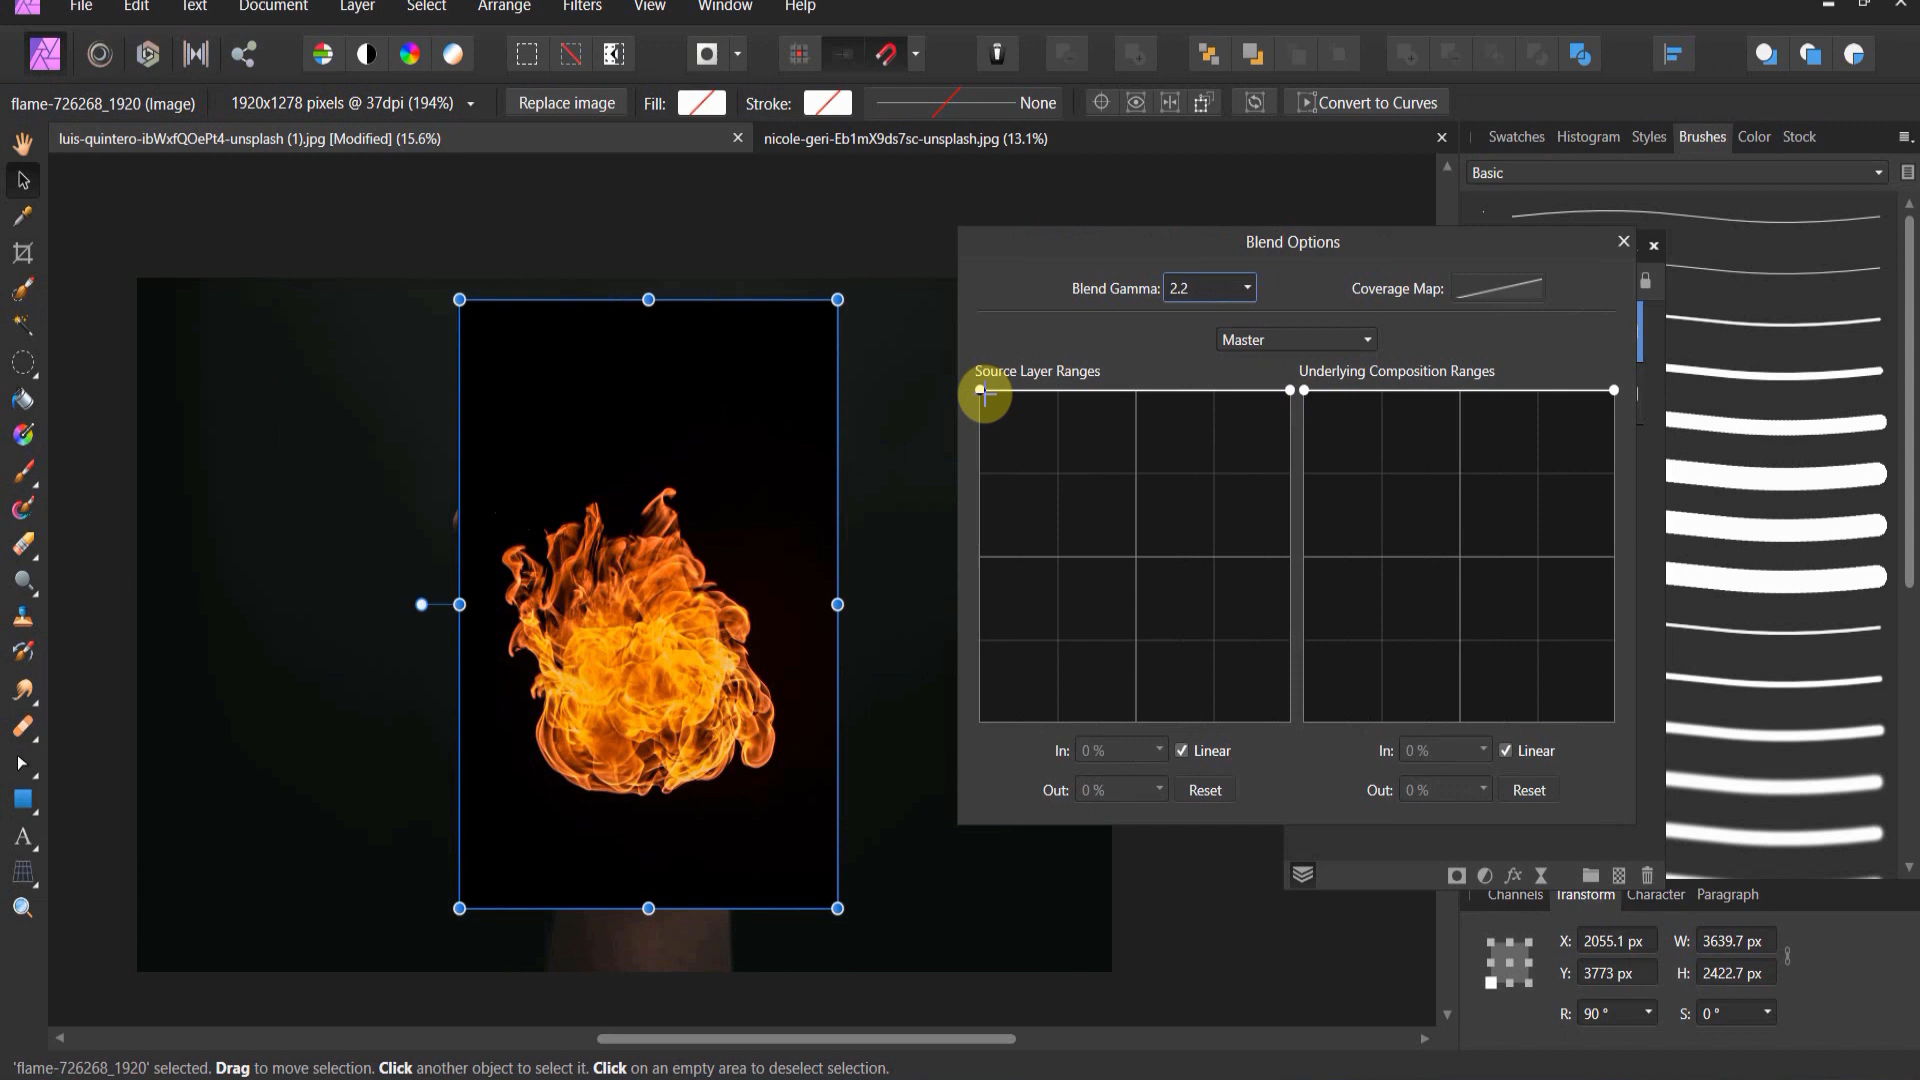 File Edit Text Document Layer Select Arrange Filters View Window Help
flame-726268_1920 (Image) 1920x1278 pixels @ 37dpi (194%) Replace image Fill: Stroke: None Convert to Curves
luis-quintero-ibWxfQOePt4-unsplash (1).jpg [Modified] (15.6%) nicole-geri-Eb1mX9ds7sc-unsplash.jpg (13.1%) Swatches Histogram Styles Brushes Color Stock
Basic
Blend Options
Blend Gamma: 2.2 Coverage Map:
Master
Source Layer Ranges Underlying Composition Ranges
In: 0 % Linear In: 0 % Linear
Out: 0 % Reset Out: 0 % Reset
fx
Channels Transform Character Paragraph
X: 2055.1 px W: 3639.7 px
Y: 3773 px H: 2422.7 px
R: 90 ° S: 0 °
A
'flame-726268_1920' selected. Drag to move selection. Click another object to select it. Click on an empty area to deselect selection.